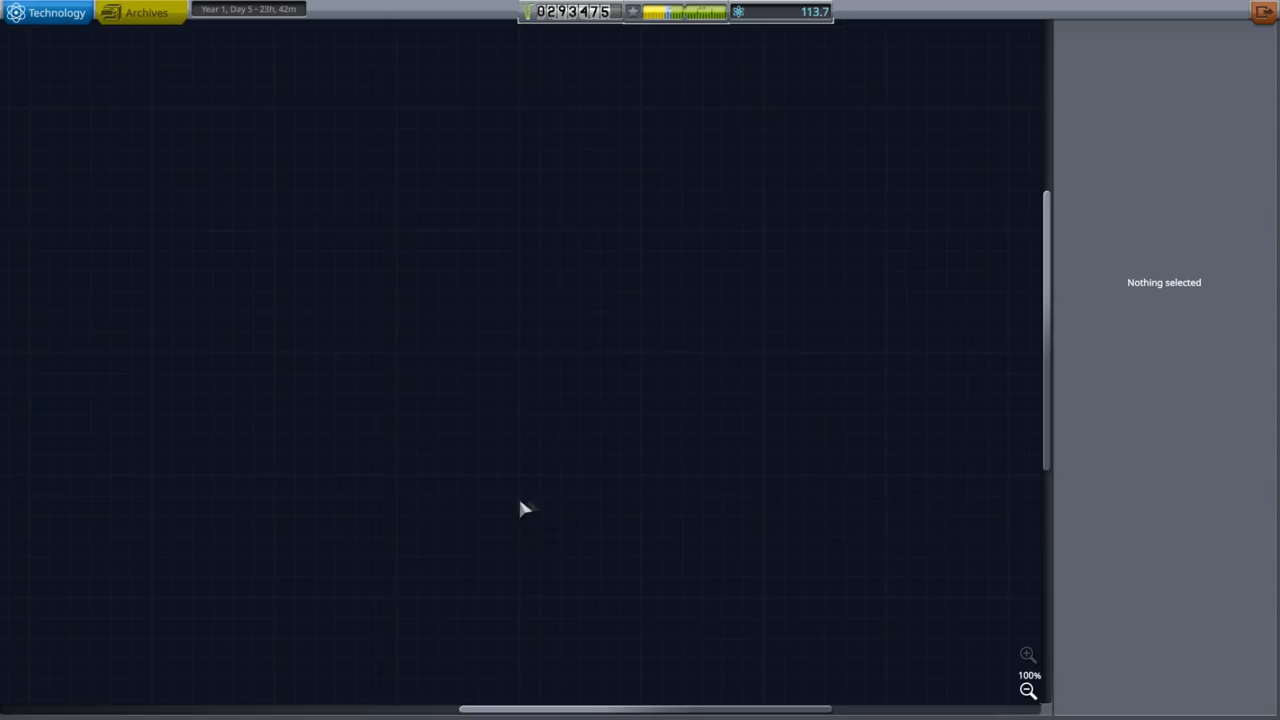 Technology
Archives
Year 1, Day 5 - 23h, 42m
0293475
113.7
Nothing selected
100%